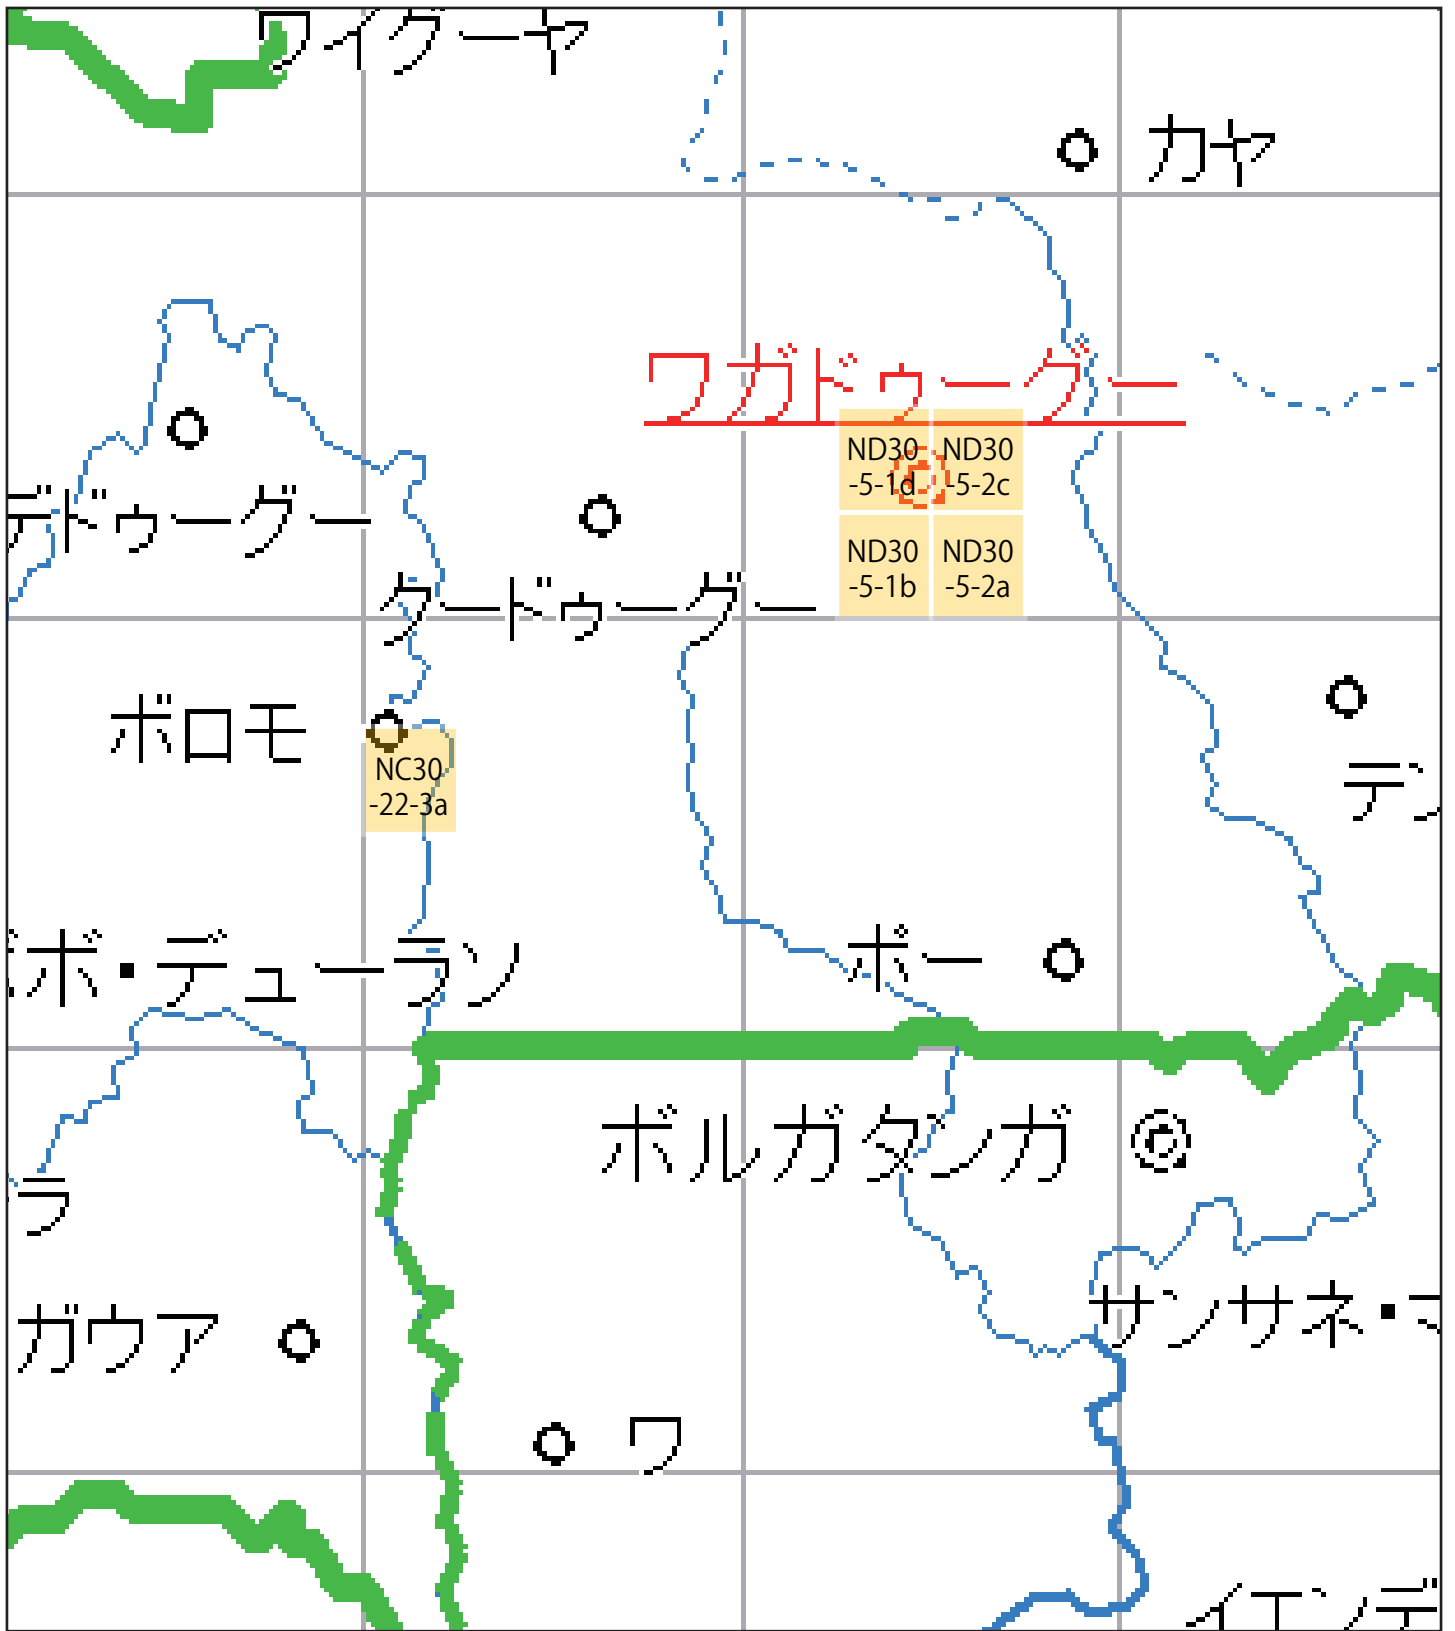 ワイグーヤ
カヤ
ワガドゥーグー
ND30
-5-1d
ND30
-5-2c
デドゥーグー
ND30
-5-1b
ND30
-5-2a
クードゥーグー
ボロモ
NC30
-22-3a
テン
ボボ・デューラン
ポー
ボルガタンガ
ラ
サンサネ・マ
ガウア
ワ
イエンデ